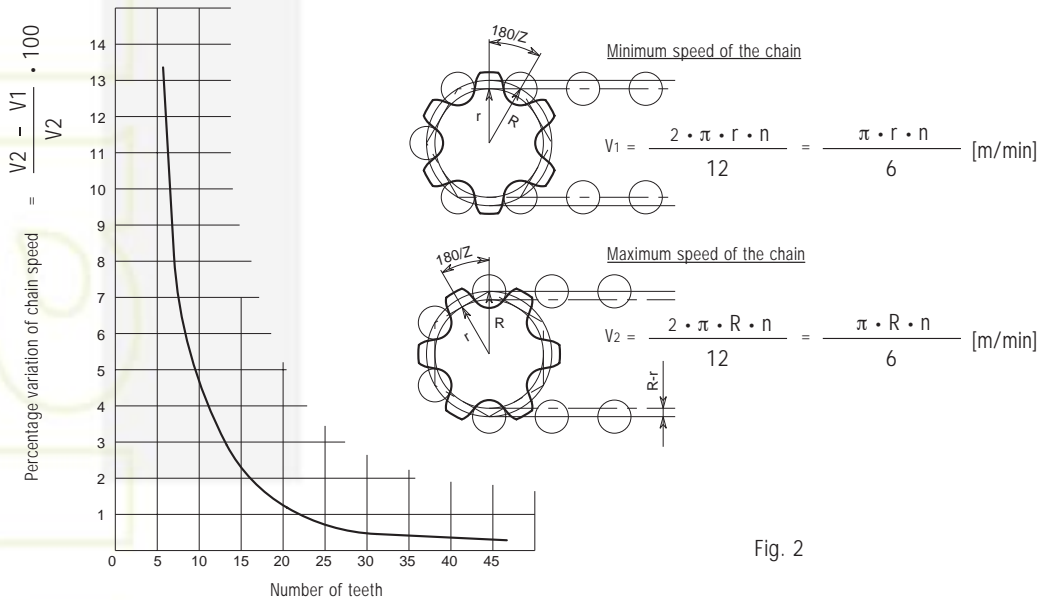 Percentage variation of chain speed = V2 – V1 / V2 • 100
14
13
12
11
10
9
8
7
6
5
4
3
2
1
0 5 10 15 20 25 30 35 40 45
Number of teeth
180/Z
r
R
Minimum speed of the chain
V1 = 2 • π • r • n / 12 = π • r • n / 6 [m/min]
180/Z
r
R
Maximum speed of the chain
V2 = 2 • π • R • n / 12 = π • R • n / 6 [m/min]
R-r
Fig. 2